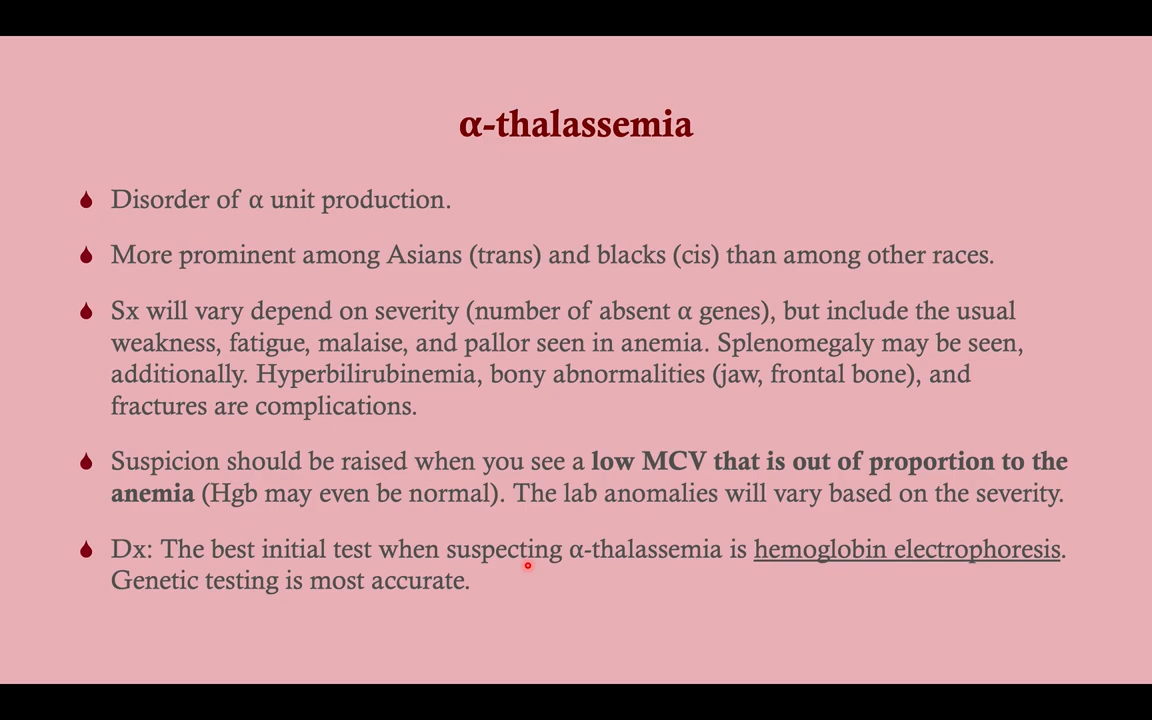 α-thalassemia
Disorder of α unit production.
More prominent among Asians (trans) and blacks (cis) than among other races.
Sx will vary depend on severity (number of absent α genes), but include the usual
weakness, fatigue, malaise, and pallor seen in anemia. Splenomegaly may be seen,
additionally. Hyperbilirubinemia, bony abnormalities (jaw, frontal bone), and
fractures are complications.
Suspicion should be raised when you see a low MCV that is out of proportion to the
anemia (Hgb may even be normal). The lab anomalies will vary based on the severity.
Dx: The best initial test when suspecting α-thalassemia is hemoglobin electrophoresis.
Genetic testing is most accurate.